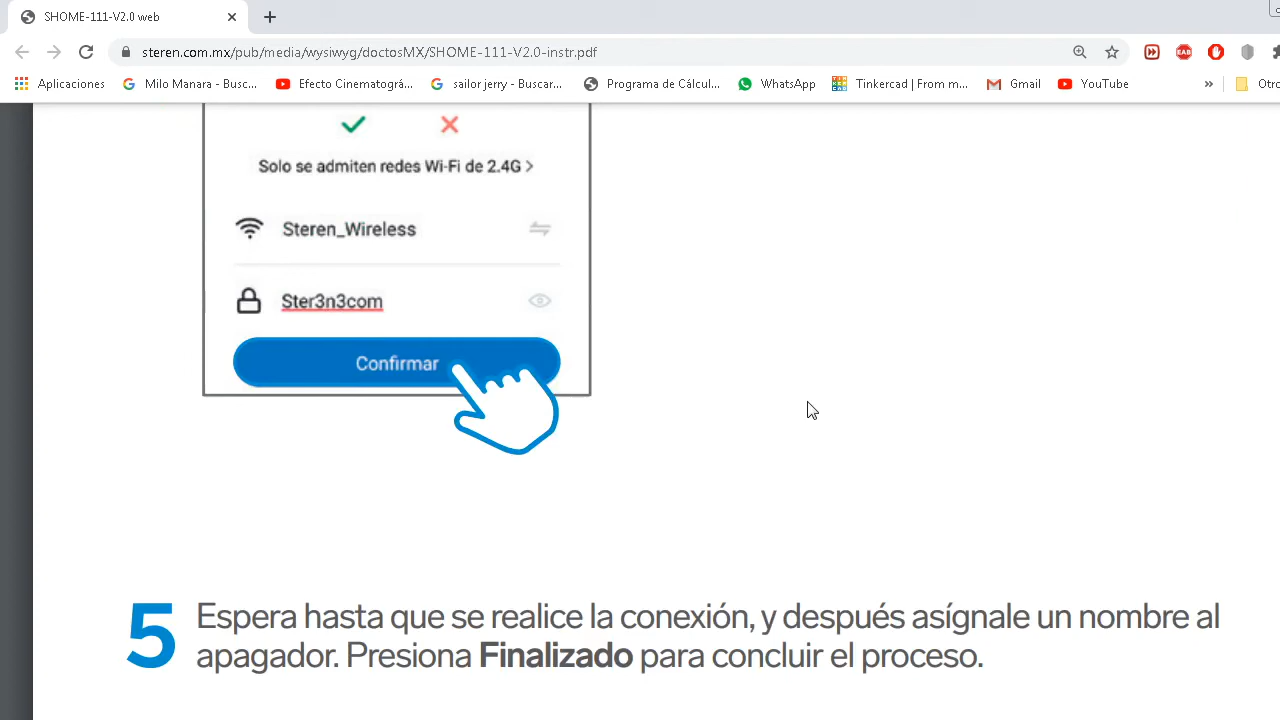 SHOME-111-V2.0 web
steren.com.mx/pub/media/wysiwyg/doctosMX/SHOME-111-V2.0-instr.pdf
Aplicaciones Milo Manara - Busc... Efecto Cinematográ... sailor jerry - Buscar... Programa de Cálcul... WhatsApp Tinkercad | From m... Gmail YouTube » Otro
Solo se admiten redes Wi-Fi de 2.4G >
Steren_Wireless
Ster3n3com
Confirmar
5 Espera hasta que se realice la conexión, y después asígnale un nombre al
apagador. Presiona Finalizado para concluir el proceso.